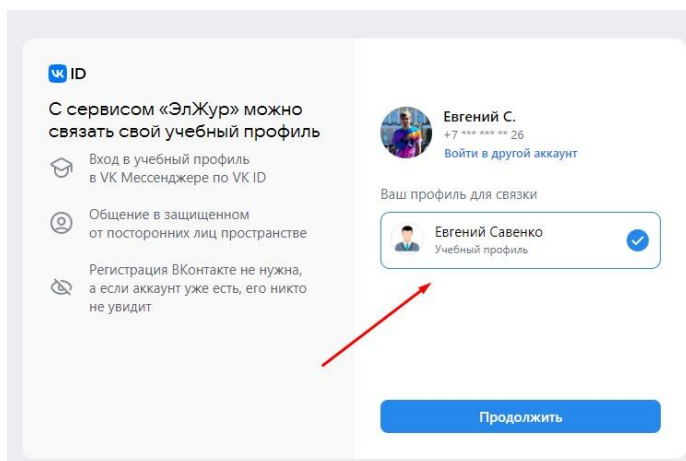 VK ID
С сервисом «ЭлЖур» можно
связать свой учебный профиль
Вход в учебный профиль
в VK Мессенджере по VK ID
Общение в защищенном
от посторонних лиц пространстве
Регистрация ВКонтакте не нужна,
а если аккаунт уже есть, его никто
не увидит
Евгений С.
+7 *** *** ** 26
Войти в другой аккаунт
Ваш профиль для связки
Евгений Савенко
Учебный профиль
Продолжить